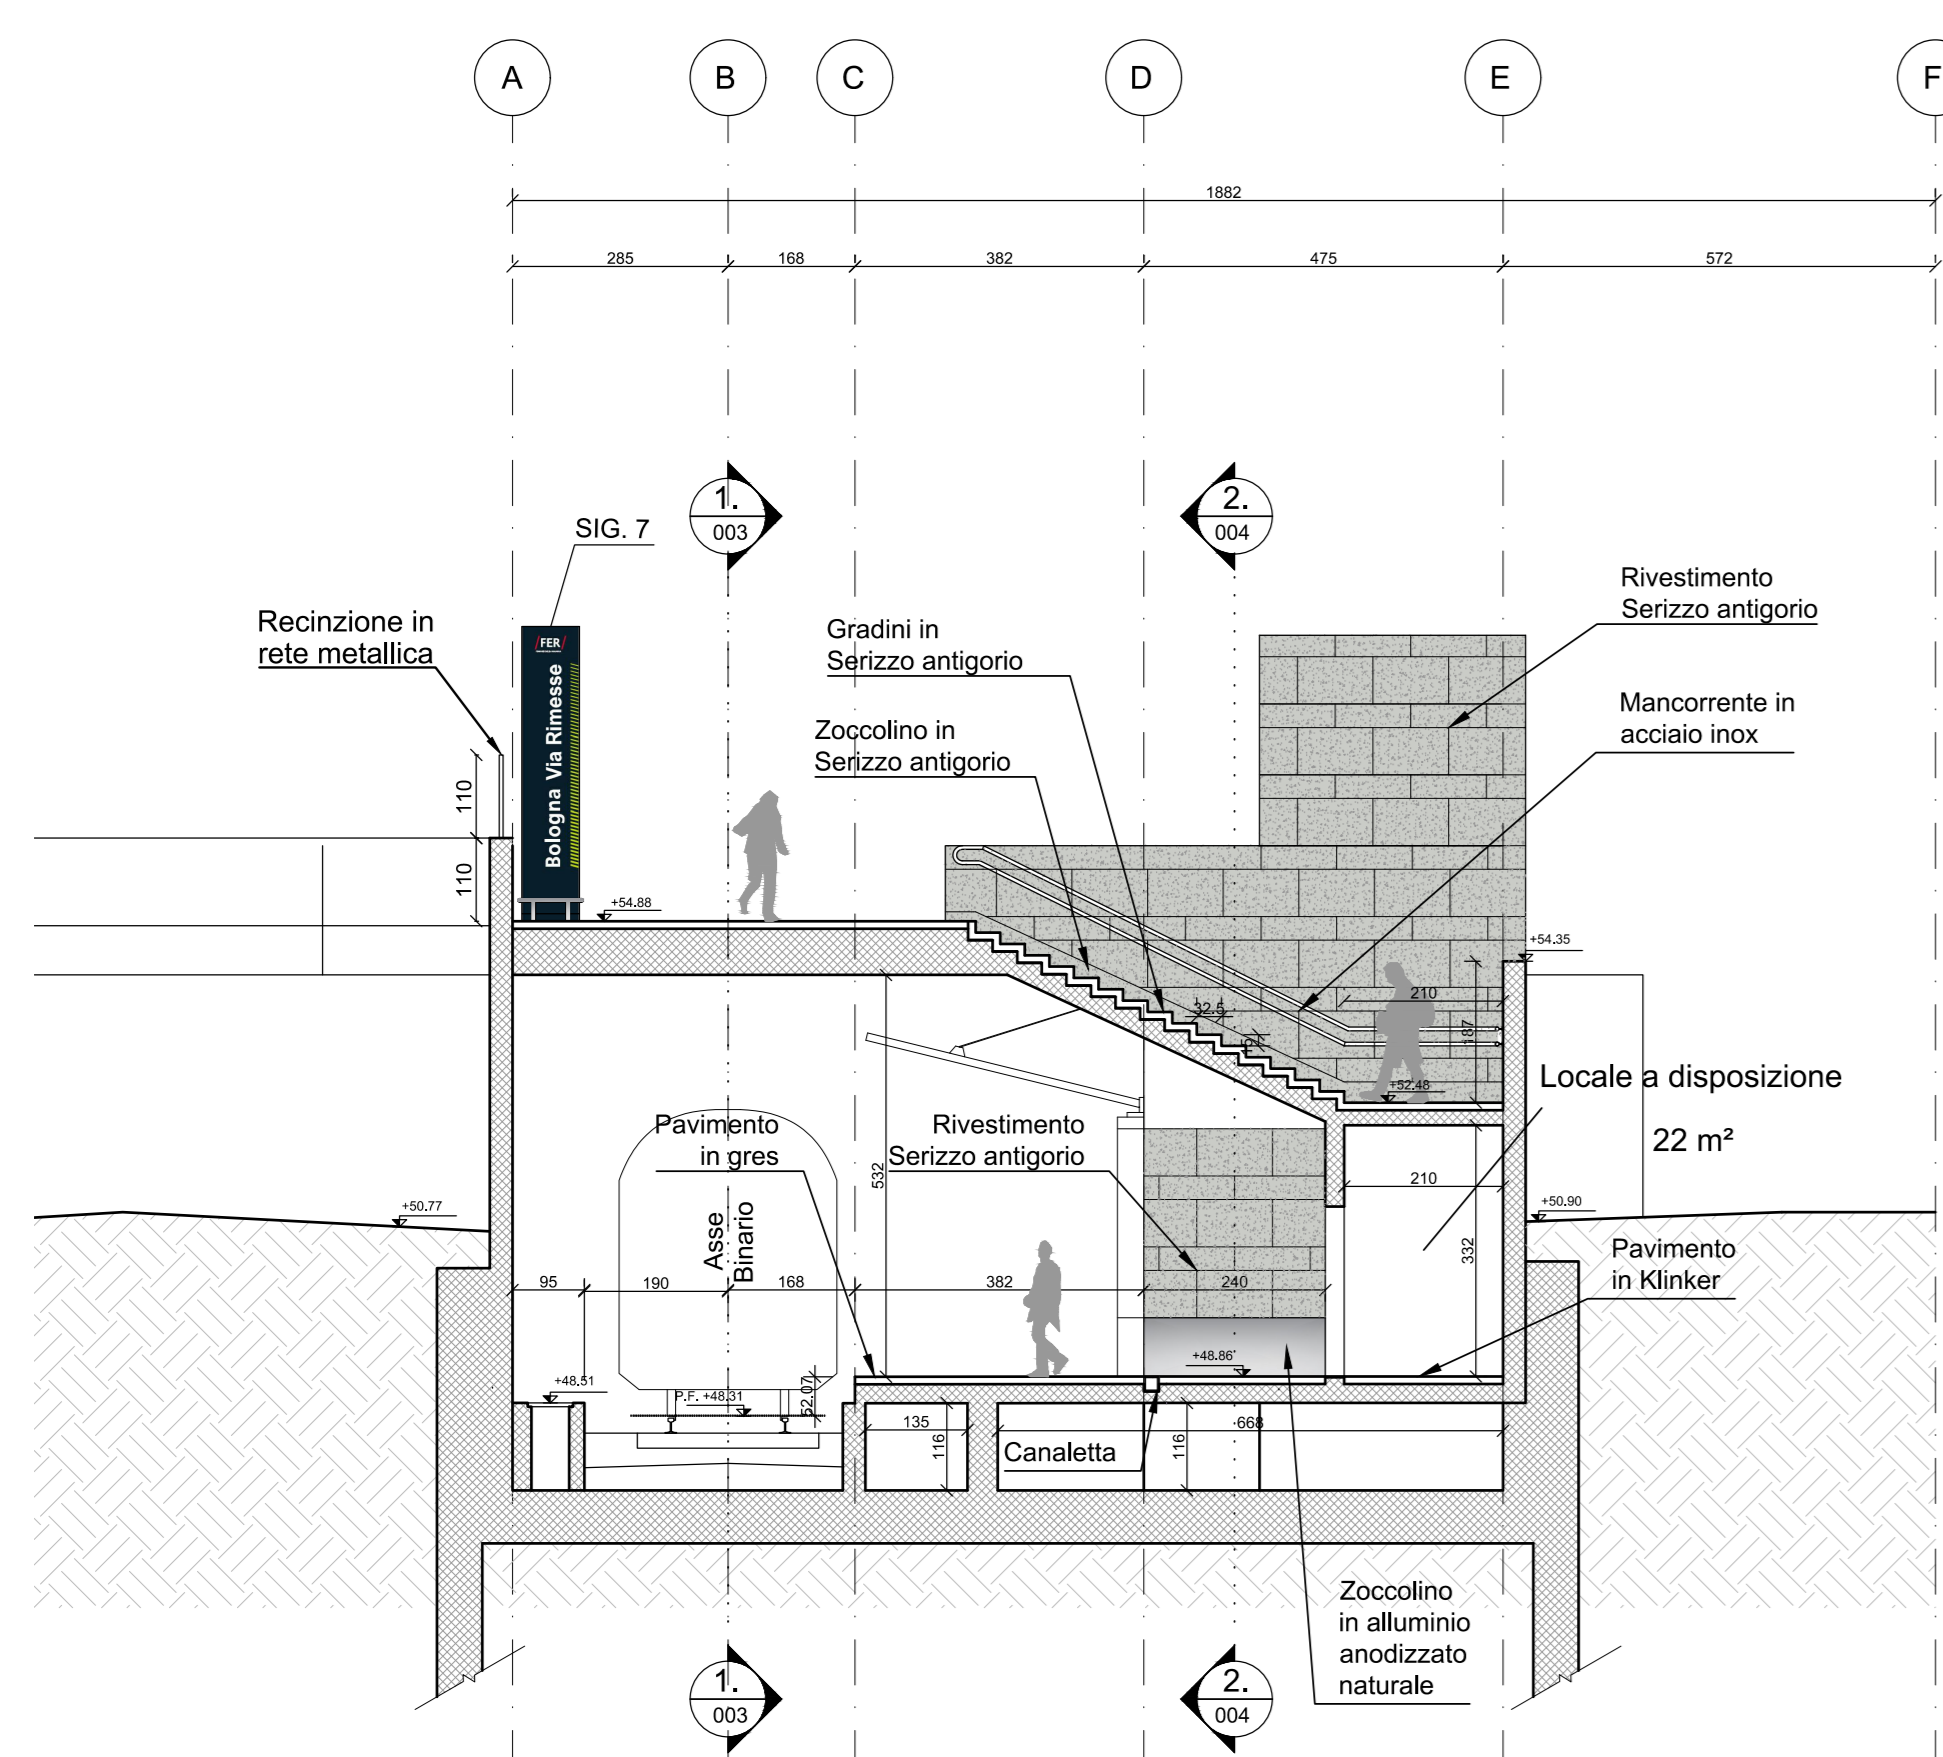 A
B
C
D
E
F
1882
285
168
382
475
572
1.
003
2.
004
SIG. 7
Recinzione in
rete metallica
/FER/
Bologna Via Rimesse
Gradini in
Serizzo antigorio
Zoccolino in
Serizzo antigorio
Rivestimento
Serizzo antigorio
Mancorrente in
acciaio inox
110
110
+54.88
+54.35
210
187
32.5
15
+52.48
Locale a disposizione
22 m²
Pavimento
in gres
Rivestimento
Serizzo antigorio
532
210
332
+50.77
+50.90
Asse
Binario
Pavimento
in Klinker
95
190
168
382
240
+48.51
P.F. +48.31
52.07
+48.86
135
116
668
116
Canaletta
Zoccolino
in alluminio
anodizzato
naturale
1.
003
2.
004